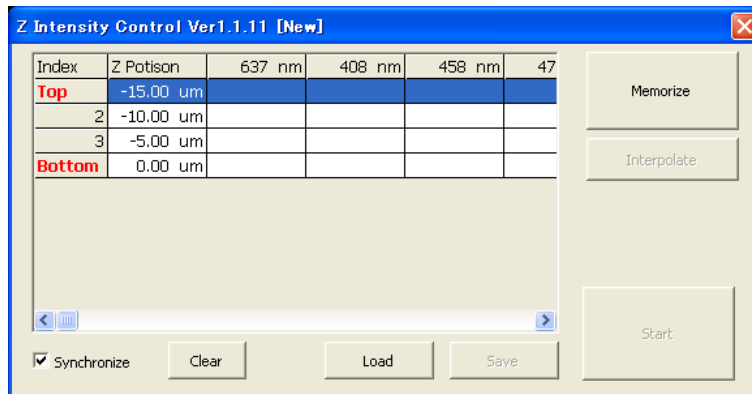 Z Intensity Control Ver1.1.11 [New]
Index Z Potison 637 nm 408 nm 458 nm 47
Top -15.00 um
2 -10.00 um
3 -5.00 um
Bottom 0.00 um
Memorize
Interpolate
Start
Synchronize Clear Load Save